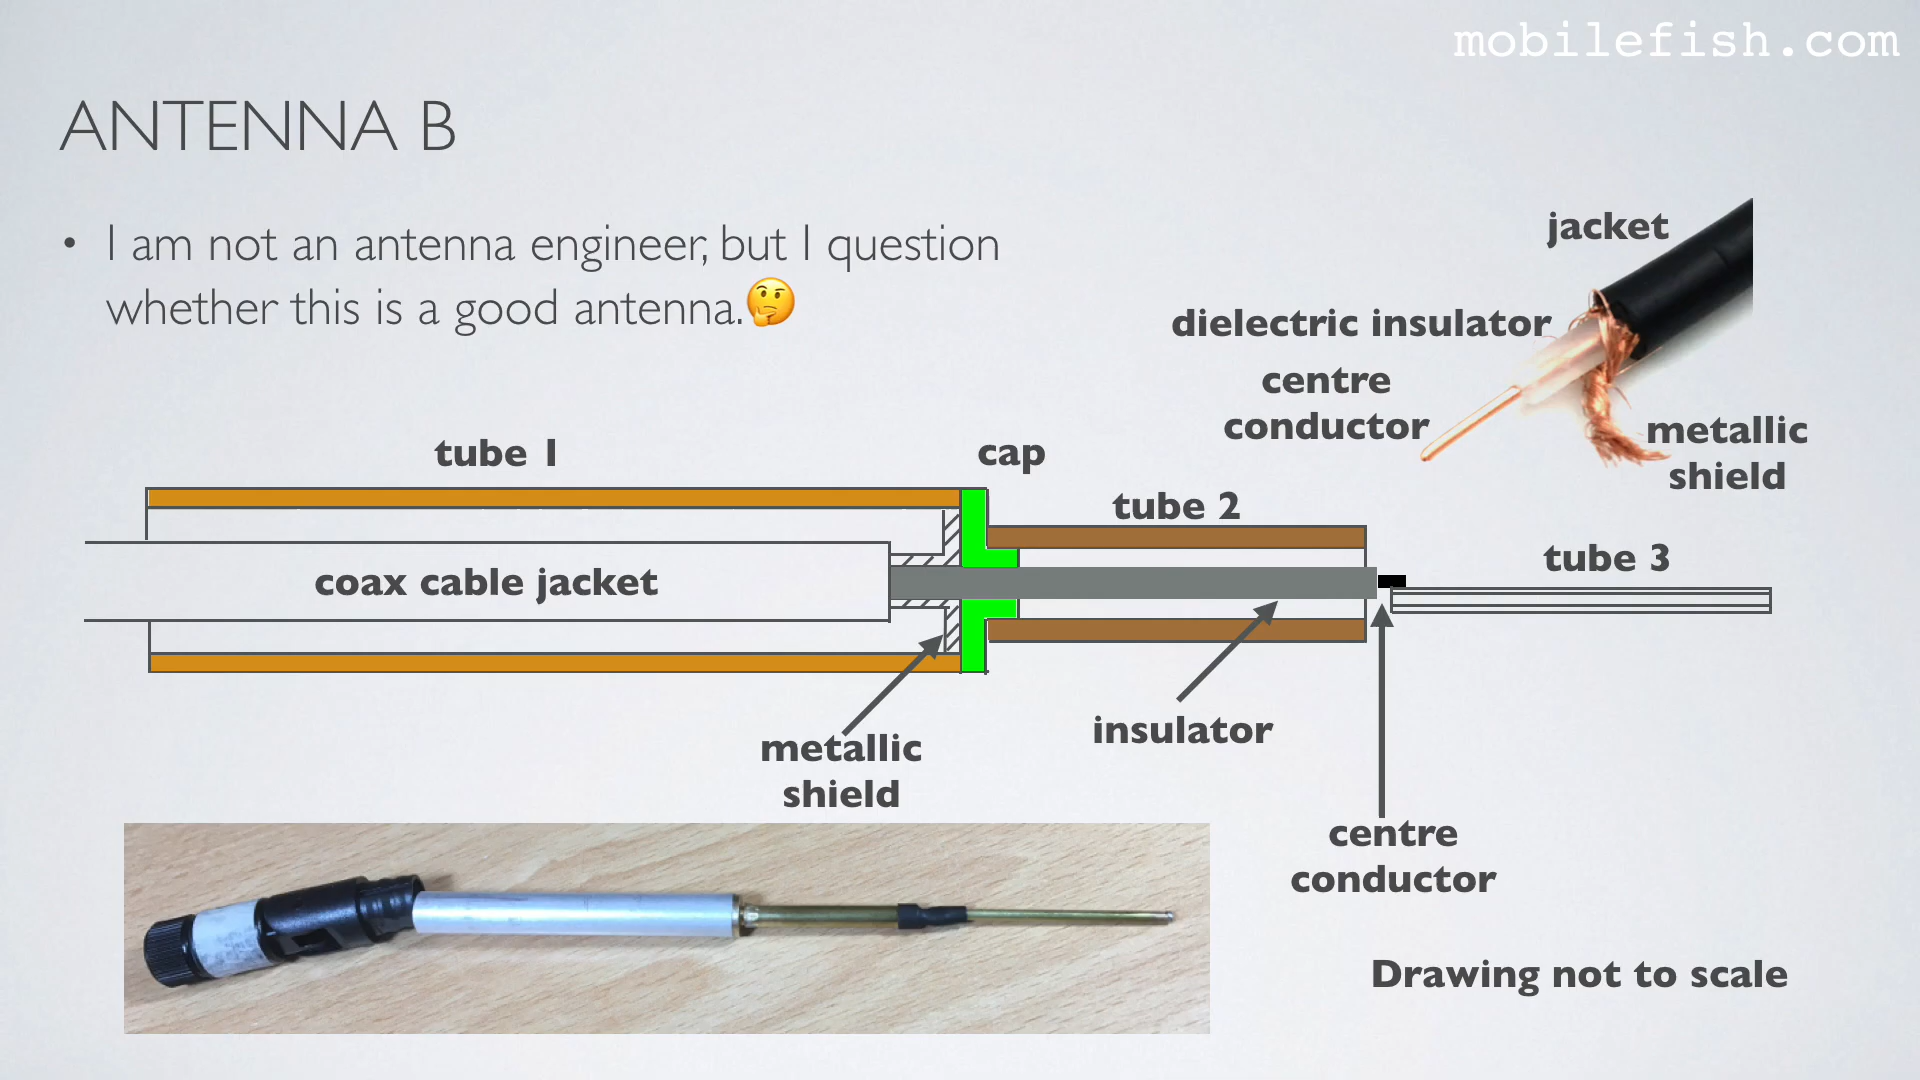 mobilefish.com
ANTENNA B
• I am not an antenna engineer, but I question
whether this is a good antenna.🤔
jacket
dielectric insulator
centre
conductor
metallic
shield
tube 1
cap
tube 2
tube 3
coax cable jacket
metallic
shield
insulator
centre
conductor
Drawing not to scale